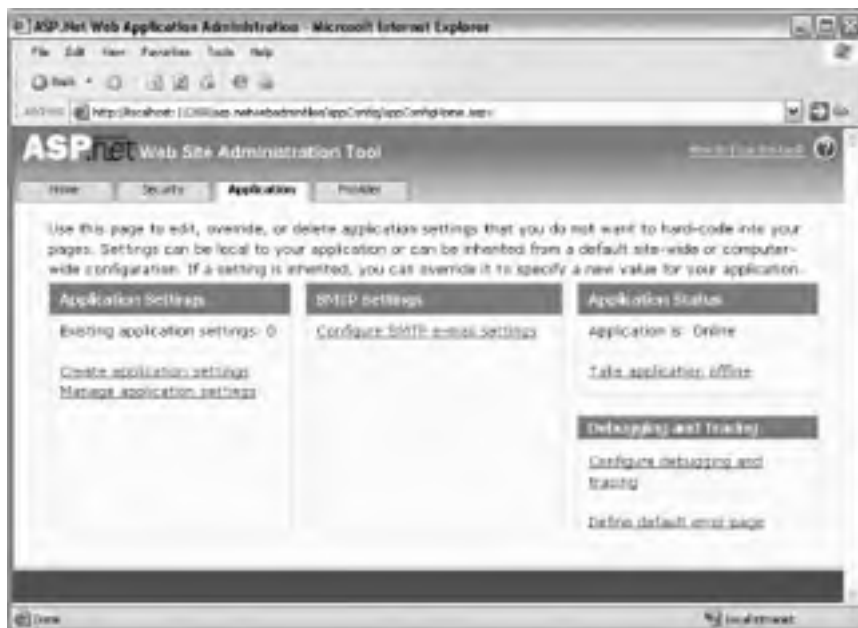 ASP.Net Web Application Administration - Microsoft Internet Explorer
File Edit View Favorites Tools Help
Back
ASP.net Web Site Administration Tool
Home Security Application Provider
Use this page to edit, override, or delete application settings that you do not want to hard-code into your
pages. Settings can be local to your application or can be inherited from a default site-wide or computer-
wide configuration. If a setting is inherited, you can override it to specify a new value for your application.
Application Settings
Existing application settings: 0
Create application settings
Manage application settings
SMTP Settings
Configure SMTP e-mail settings
Application Status
Application is: Online
Take application offline
Debugging and Tracing
Configure debugging and
tracing
Define default error page
Done
Local intranet